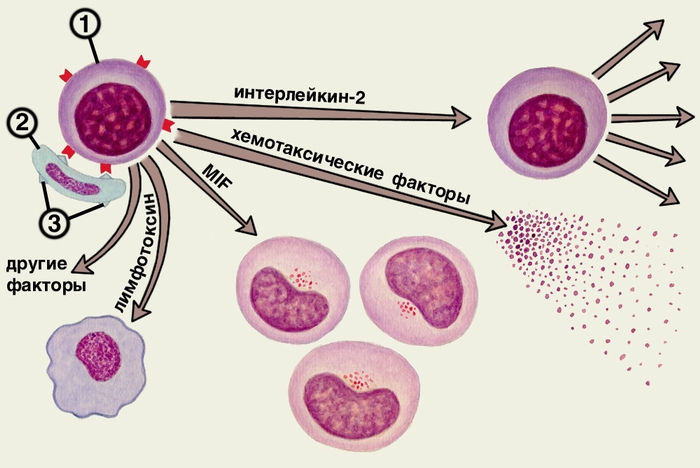 1
интерлейкин-2
2
хемотаксические факторы
MIF
3
другие
факторы
лимфотоксин